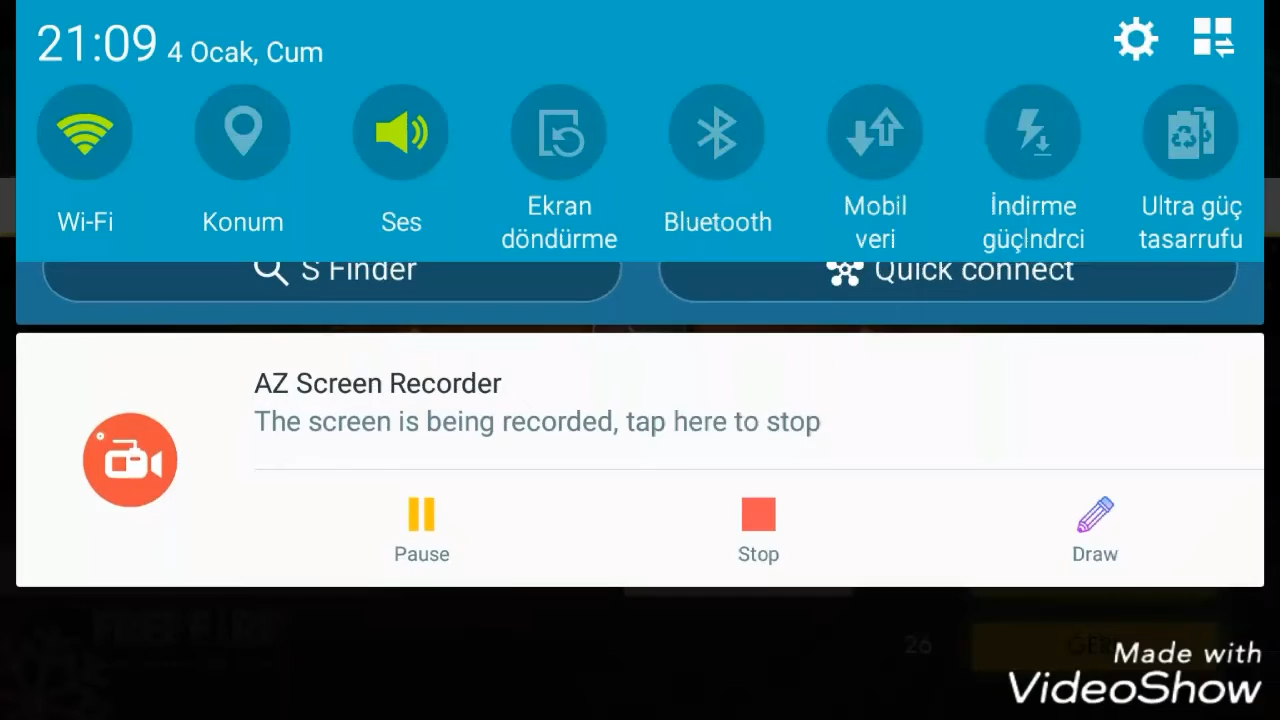 21:09 4 Ocak, Cum
Wi-Fi
Konum
Ses
Ekran
döndürme
Bluetooth
Mobil
veri
İndirme
güçlndrci
Ultra güç
tasarrufu
S Finder
Quick connect
AZ Screen Recorder
The screen is being recorded, tap here to stop
Pause
Stop
Draw
26
Made with
VideoShow